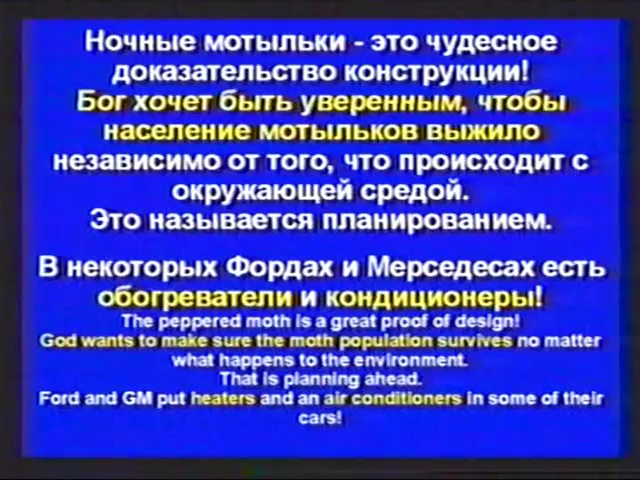 Ночные мотыльки - это чудесное
доказательство конструкции!
Бог хочет быть уверенным, чтобы
население мотыльков выжило
независимо от того, что происходит с
окружающей средой.
Это называется планированием.
В некоторых Фордах и Мерседесах есть
обогреватели и кондиционеры!
The peppered moth is a great proof of design!
God wants to make sure the moth population survives no matter
what happens to the environment.
That is planning ahead.
Ford and GM put heaters and an air conditioners in some of their
cars!